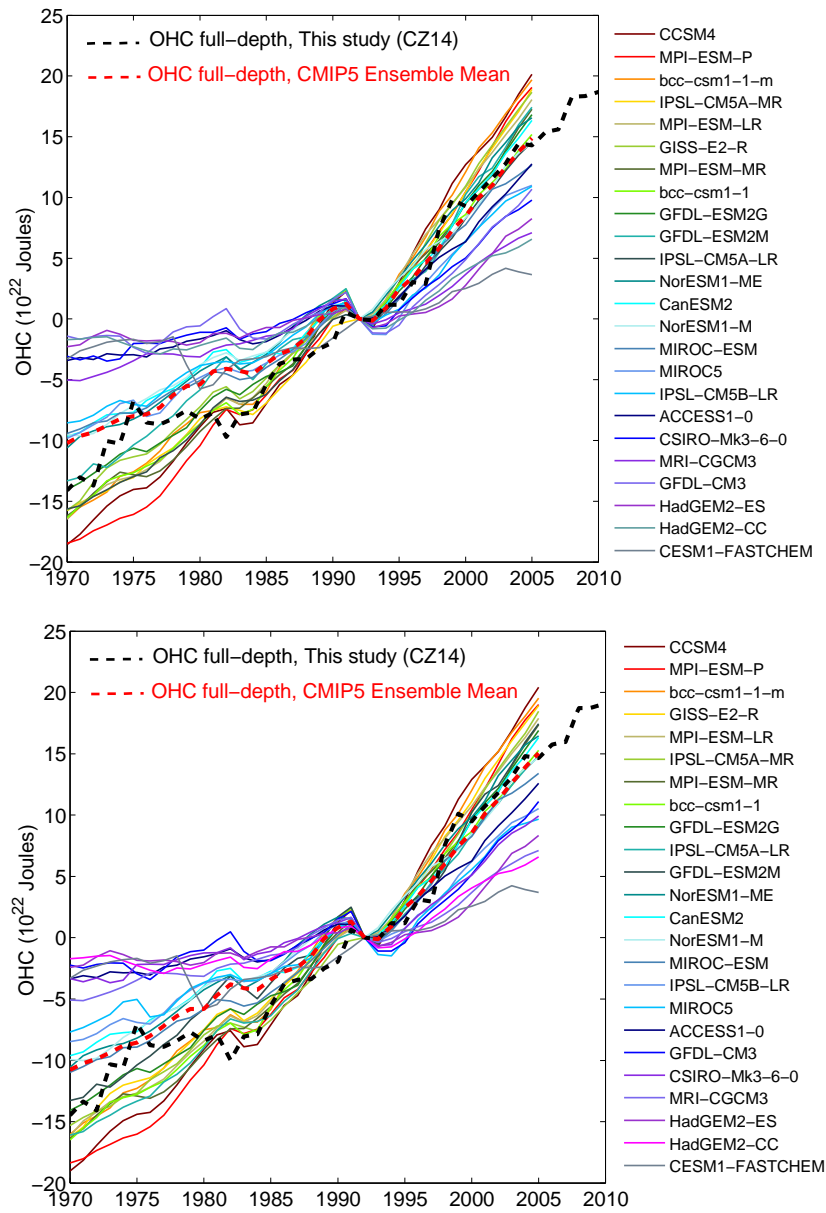 25
20
15
10
5
0
−5
−10
−15
−20
OHC (10^22 Joules)
1970 1975 1980 1985 1990 1995 2000 2005 2010
OHC full−depth, This study (CZ14)
OHC full−depth, CMIP5 Ensemble Mean
CCSM4
MPI−ESM−P
bcc−csm1−1−m
IPSL−CM5A−MR
MPI−ESM−LR
GISS−E2−R
MPI−ESM−MR
bcc−csm1−1
GFDL−ESM2G
GFDL−ESM2M
IPSL−CM5A−LR
NorESM1−ME
CanESM2
NorESM1−M
MIROC−ESM
MIROC5
IPSL−CM5B−LR
ACCESS1−0
CSIRO−Mk3−6−0
MRI−CGCM3
GFDL−CM3
HadGEM2−ES
HadGEM2−CC
CESM1−FASTCHEM
25
20
15
10
5
0
−5
−10
−15
−20
OHC (10^22 Joules)
1970 1975 1980 1985 1990 1995 2000 2005 2010
OHC full−depth, This study (CZ14)
OHC full−depth, CMIP5 Ensemble Mean
CCSM4
MPI−ESM−P
bcc−csm1−1−m
GISS−E2−R
MPI−ESM−LR
IPSL−CM5A−MR
MPI−ESM−MR
bcc−csm1−1
GFDL−ESM2G
IPSL−CM5A−LR
GFDL−ESM2M
NorESM1−ME
CanESM2
NorESM1−M
MIROC−ESM
IPSL−CM5B−LR
MIROC5
ACCESS1−0
GFDL−CM3
CSIRO−Mk3−6−0
MRI−CGCM3
HadGEM2−ES
HadGEM2−CC
CESM1−FASTCHEM